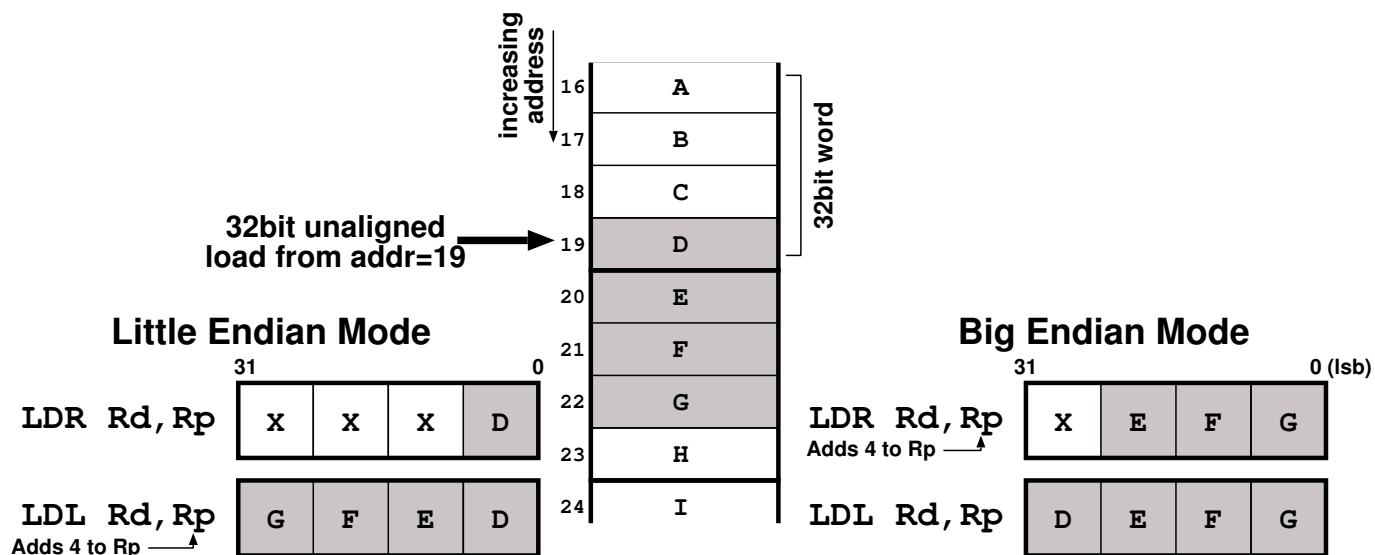 increasing
address
16 A
17 B
18 C
19 D
20 E
21 F
22 G
23 H
24 I
32bit word
32bit unaligned
load from addr=19
Little Endian Mode
31 0
LDR Rd,Rp X X X D
LDL Rd,Rp G F E D
Adds 4 to Rp
Big Endian Mode
31 0 (lsb)
LDR Rd,Rp X E F G
Adds 4 to Rp
LDL Rd,Rp D E F G